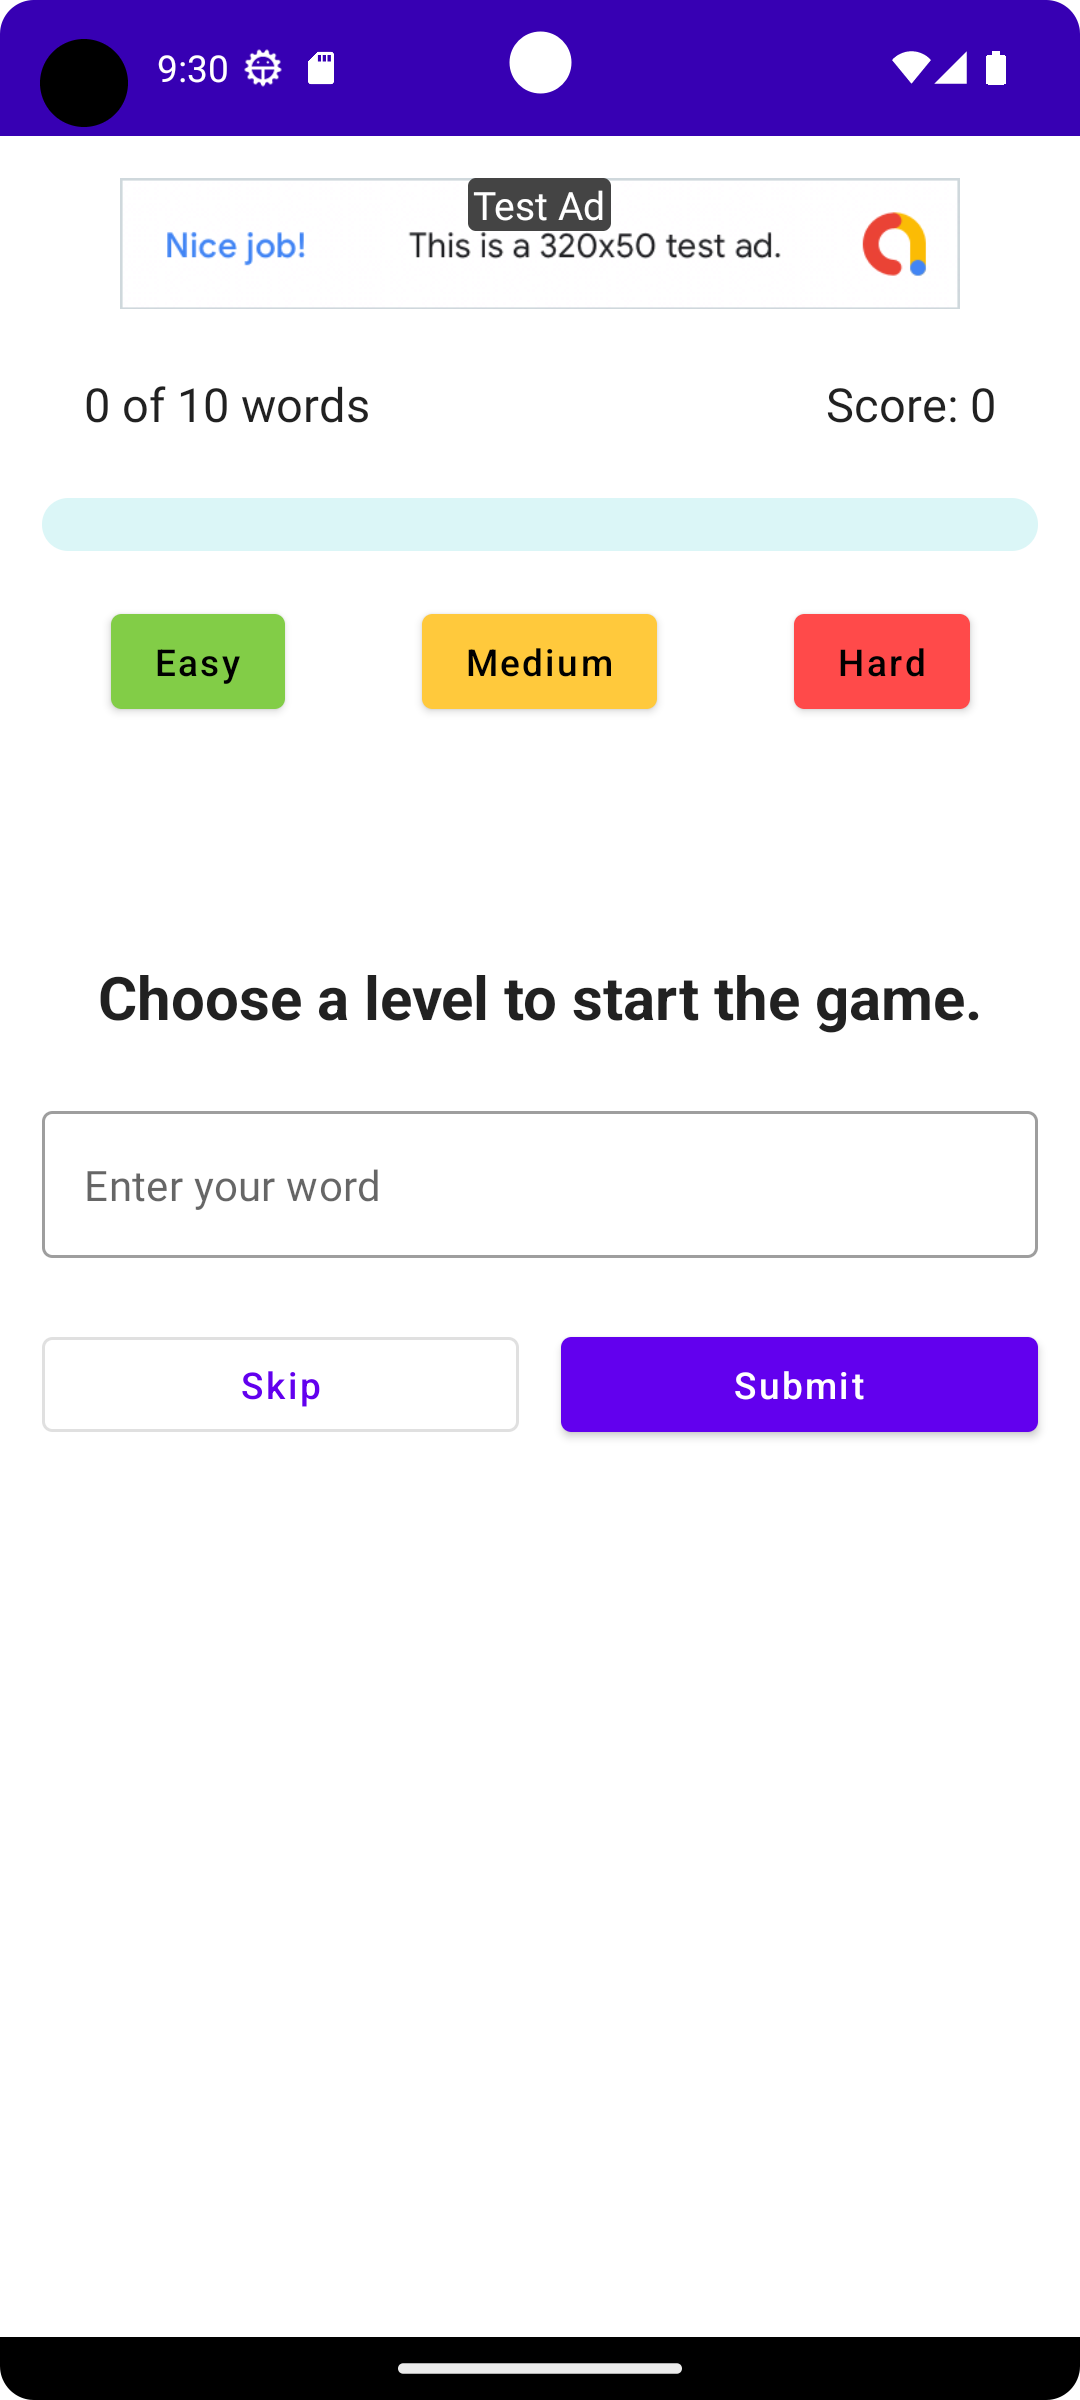 9:30
Test Ad
Nice job! This is a 320x50 test ad.
0 of 10 words Score: 0
Easy Medium Hard
Choose a level to start the game.
Enter your word
Skip Submit